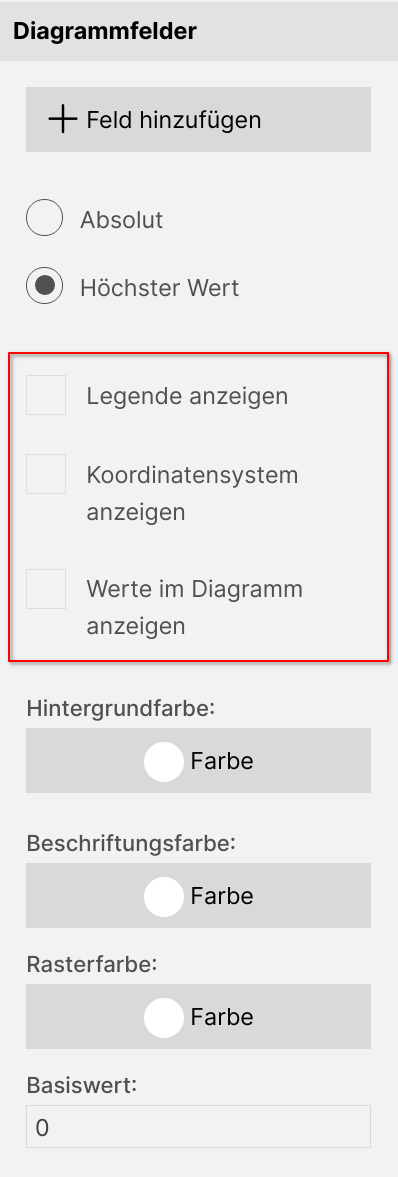 Diagrammfelder
Feld hinzufügen
Absolut
Höchster Wert
Legende anzeigen
Koordinatensystem
anzeigen
Werte im Diagramm
anzeigen
Hintergrundfarbe:
Farbe
Beschriftungsfarbe:
Farbe
Rasterfarbe:
Farbe
Basiswert:
0